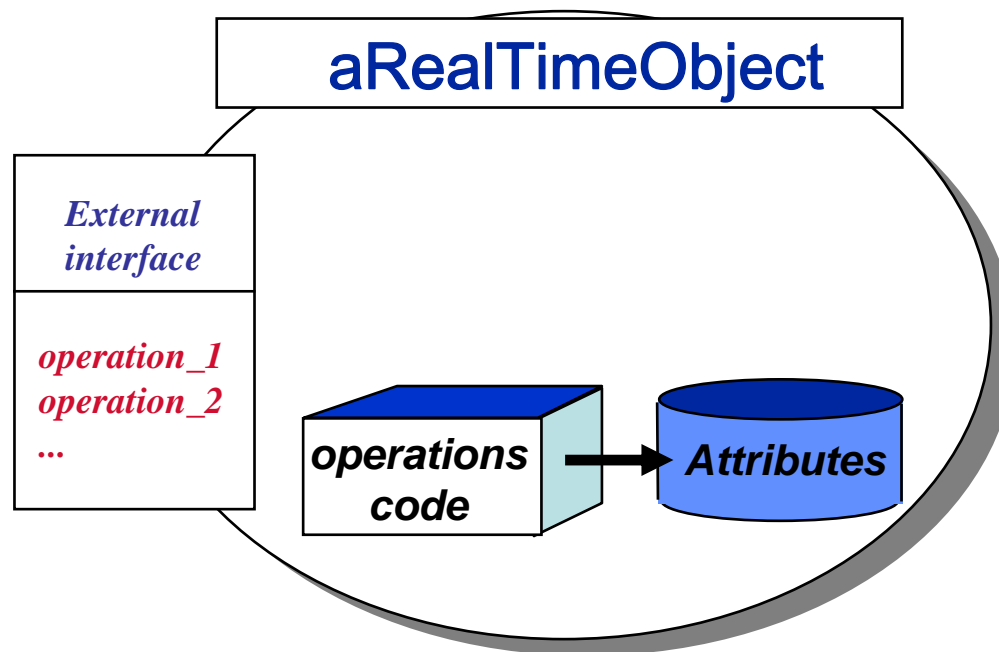 aRealTimeObject
External
interface
operation_1
operation_2
...
operations
code
Attributes